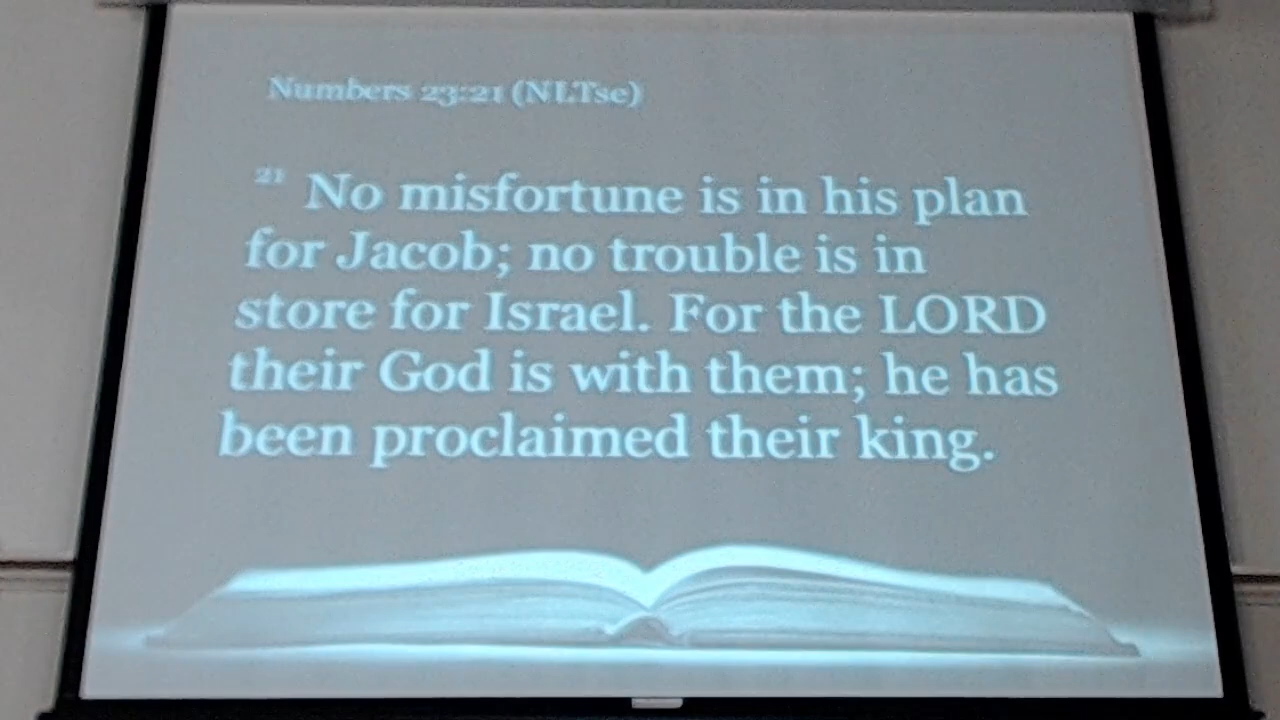 Numbers 23:21 (NLTse)
21 No misfortune is in his plan
for Jacob; no trouble is in
store for Israel. For the LORD
their God is with them; he has
been proclaimed their king.